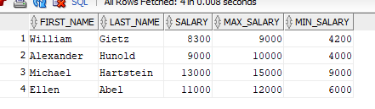 SQL | All Rows Fetched: 4 in 0.008 seconds
FIRST_NAME LAST_NAME SALARY MAX_SALARY MIN_SALARY
1 William Gietz 8300 9000 4200
2 Alexander Hunold 9000 10000 4000
3 Michael Hartstein 13000 15000 9000
4 Ellen Abel 11000 12000 6000